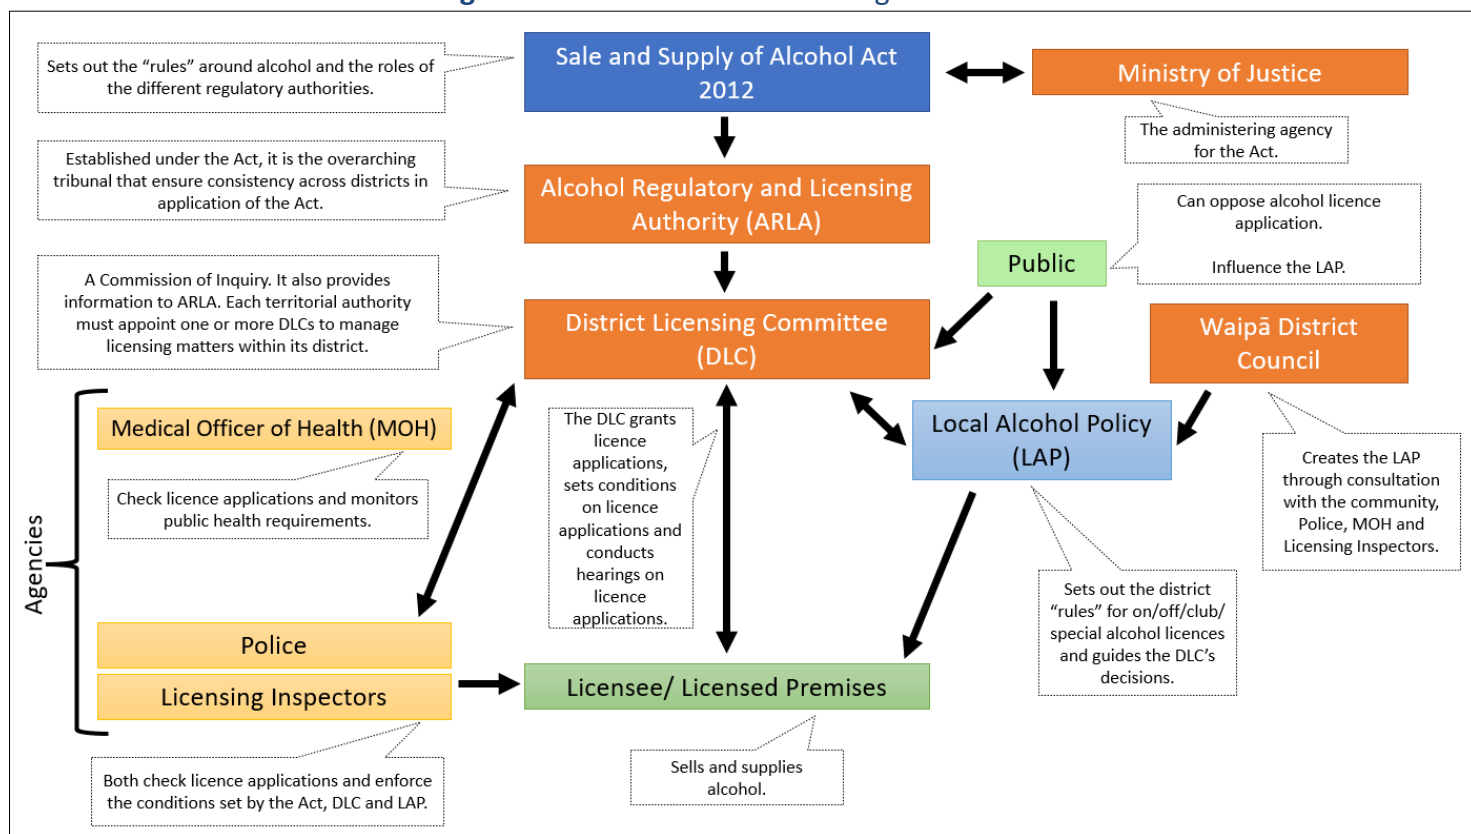 Sale and Supply of Alcohol Act
2012
Ministry of Justice
Sets out the “rules” around alcohol and the roles of
the different regulatory authorities.
The administering agency
for the Act.
Established under the Act, it is the overarching
tribunal that ensure consistency across districts in
application of the Act.
Alcohol Regulatory and Licensing
Authority (ARLA)
Can oppose alcohol licence
application.
Influence the LAP.
Public
A Commission of Inquiry. It also provides
information to ARLA. Each territorial authority
must appoint one or more DLCs to manage
licensing matters within its district.
District Licensing Committee
(DLC)
Waipā District
Council
Agencies
Medical Officer of Health (MOH)
Check licence applications and monitors
public health requirements.
The DLC grants
licence
applications,
sets conditions
on licence
applications and
conducts
hearings on
licence
applications.
Local Alcohol Policy
(LAP)
Creates the LAP
through consultation
with the community,
Police, MOH and
Licensing Inspectors.
Sets out the district
“rules” for on/off/club/
special alcohol licences
and guides the DLC’s
decisions.
Police
Licensing Inspectors
Licensee/ Licensed Premises
Both check licence applications and enforce
the conditions set by the Act, DLC and LAP.
Sells and supplies
alcohol.